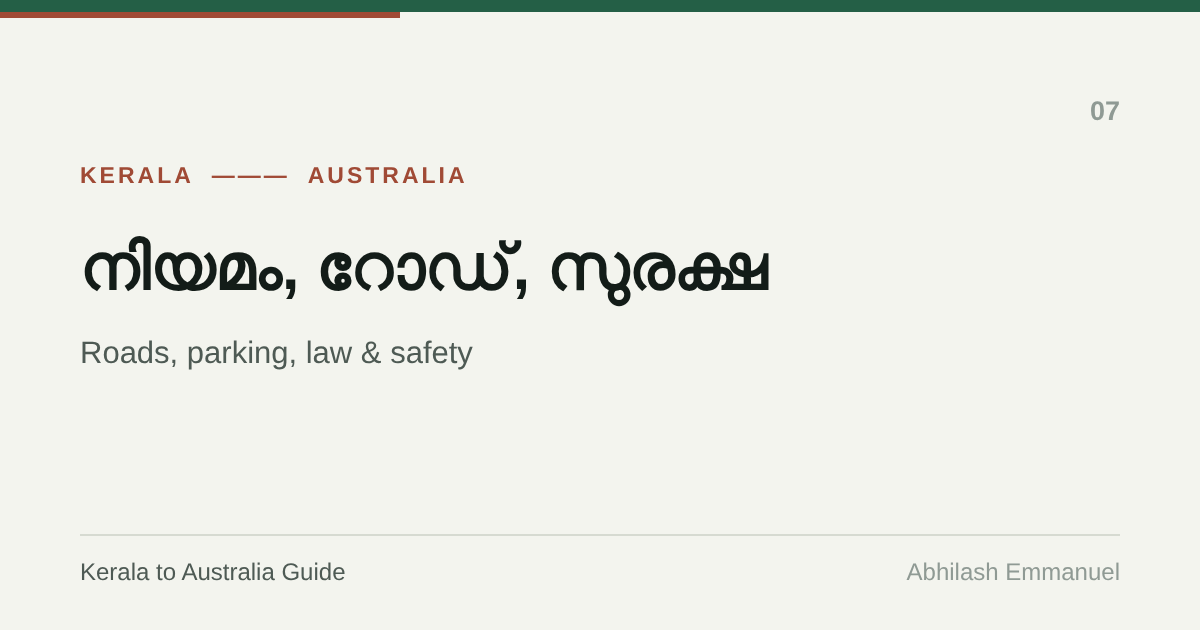 07
KERALA ——— AUSTRALIA
നിയമം, റോഡ്, സുരക്ഷ
Roads, parking, law & safety
Kerala to Australia Guide
Abhilash Emmanuel